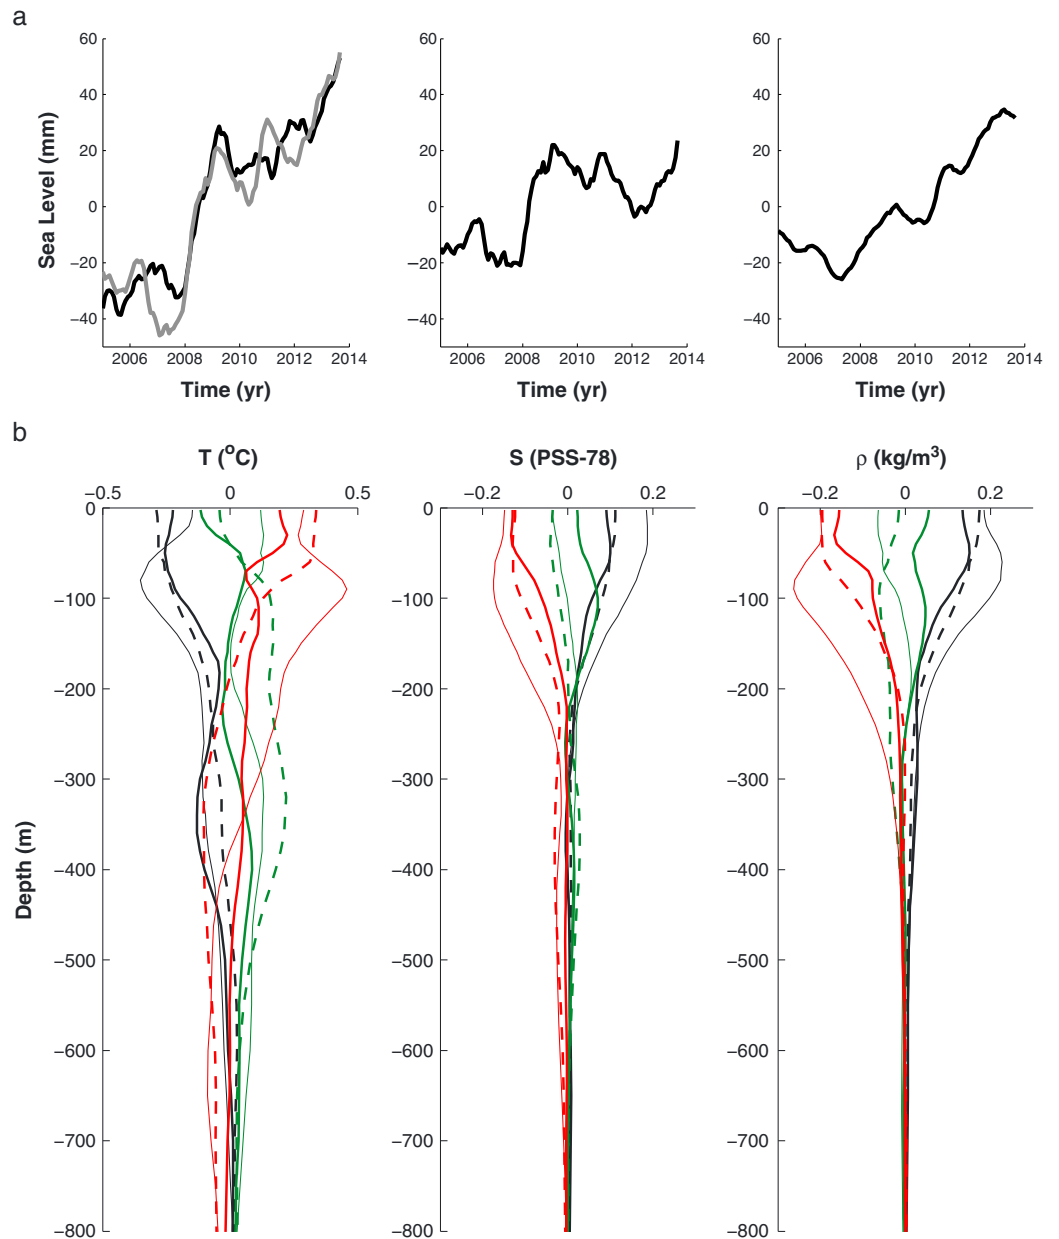 a
60
40
20
0
−20
−40
Sea Level (mm)
2006 2008 2010 2012 2014
Time (yr)
60
40
20
0
−20
−40
2006 2008 2010 2012 2014
Time (yr)
60
40
20
0
−20
−40
2006 2008 2010 2012 2014
Time (yr)
b
T (°C)
−0.5 0 0.5
0
−100
−200
−300
−400
−500
−600
−700
−800
Depth (m)
S (PSS-78)
−0.2 0 0.2
0
−100
−200
−300
−400
−500
−600
−700
−800
ρ (kg/m³)
−0.2 0 0.2
0
−100
−200
−300
−400
−500
−600
−700
−800